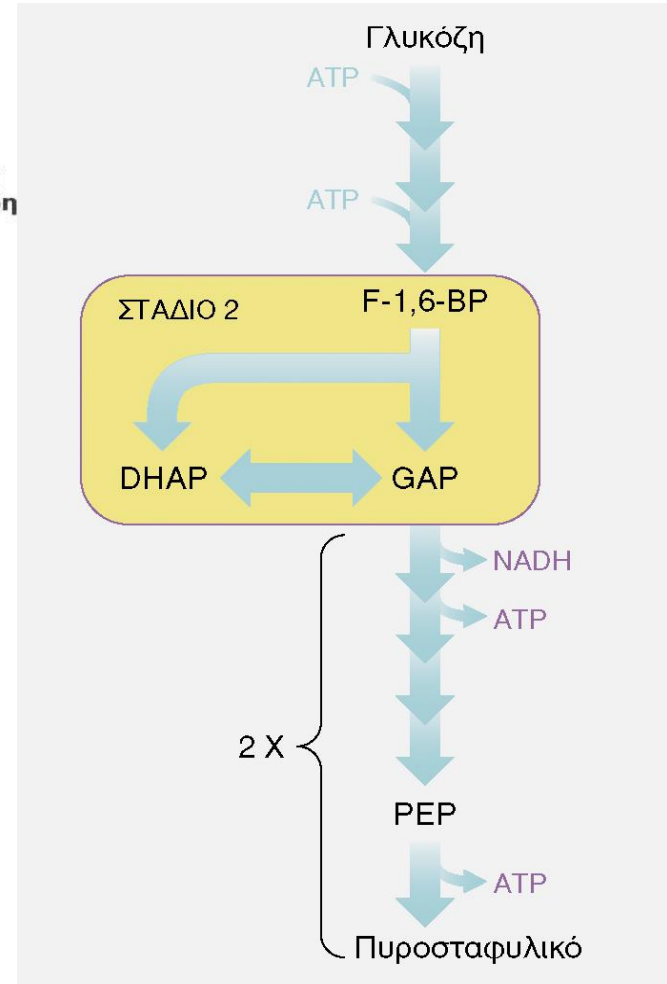 Γλυκόζη
ATP
ATP
ΣΤΑΔΙΟ 2
F-1,6-BP
DHAP
GAP
NADH
ATP
2 X
PEP
ATP
Πυροσταφυλικό